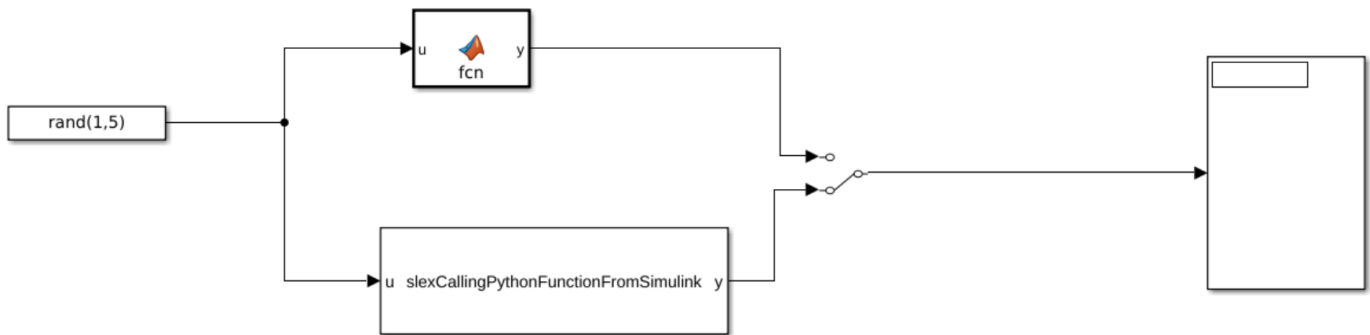 u
y
fcn
rand(1,5)
u slexCallingPythonFunctionFromSimulink y